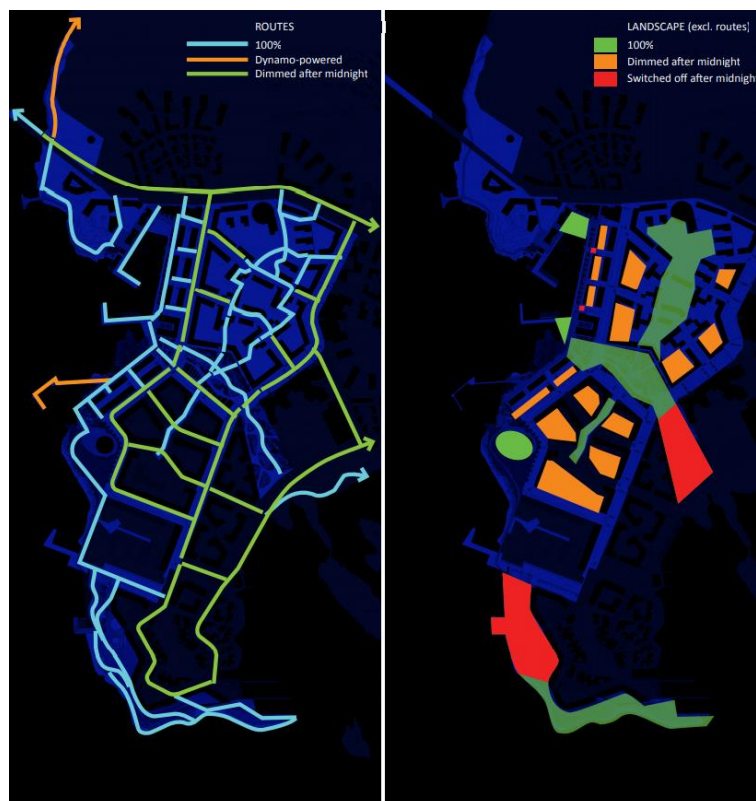 ROUTES
100%
Dynamo-powered
Dimmed after midnight
LANDSCAPE (excl. routes)
100%
Dimmed after midnight
Switched off after midnight